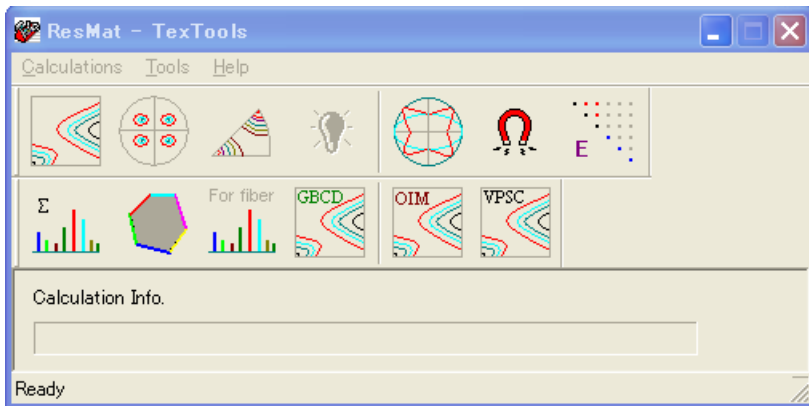 ResMat - TexTools
Calculations Tools Help
E
Σ
For fiber
GBCD
OIM
VPSC
Calculation Info.
Ready